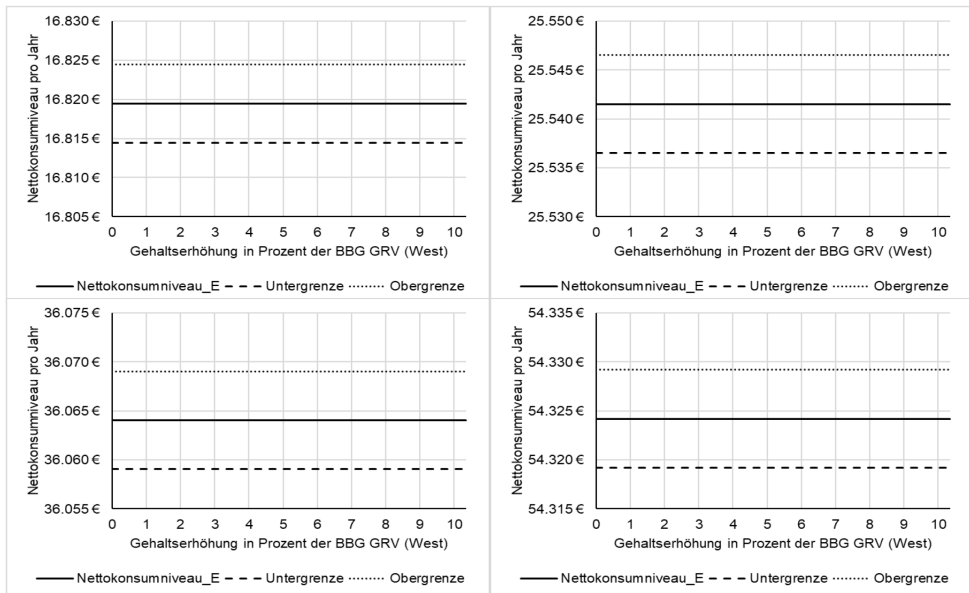 Nettokonsumniveau pro Jahr
16.830 €
16.825 €
16.820 €
16.815 €
16.810 €
16.805 €
0 1 2 3 4 5 6 7 8 9 10
Gehaltserhöhung in Prozent der BBG GRV (West)
Nettokonsumniveau_E Untergrenze Obergrenze
Nettokonsumniveau pro Jahr
25.550 €
25.545 €
25.540 €
25.535 €
25.530 €
0 1 2 3 4 5 6 7 8 9 10
Gehaltserhöhung in Prozent der BBG GRV (West)
Nettokonsumniveau_E Untergrenze Obergrenze
Nettokonsumniveau pro Jahr
36.075 €
36.070 €
36.065 €
36.060 €
36.055 €
0 1 2 3 4 5 6 7 8 9 10
Gehaltserhöhung in Prozent der BBG GRV (West)
Nettokonsumniveau_E Untergrenze Obergrenze
Nettokonsumniveau pro Jahr
54.335 €
54.330 €
54.325 €
54.320 €
54.315 €
0 1 2 3 4 5 6 7 8 9 10
Gehaltserhöhung in Prozent der BBG GRV (West)
Nettokonsumniveau_E Untergrenze Obergrenze